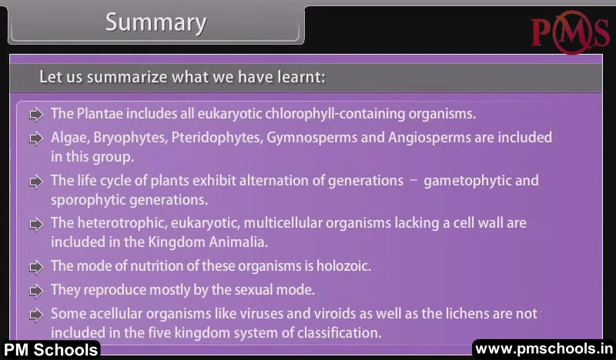 Summary
PMS
Let us summarize what we have learnt:
The Plantae includes all eukaryotic chlorophyll-containing organisms.
Algae, Bryophytes, Pteridophytes, Gymnosperms and Angiosperms are included
in this group.
The life cycle of plants exhibit alternation of generations – gametophytic and
sporophytic generations.
The heterotrophic, eukaryotic, multicellular organisms lacking a cell wall are
included in the Kingdom Animalia.
The mode of nutrition of these organisms is holozoic.
They reproduce mostly by the sexual mode.
Some acellular organisms like viruses and viroids as well as the lichens are not
included in the five kingdom system of classification.
PM Schools
www.pmschools.in